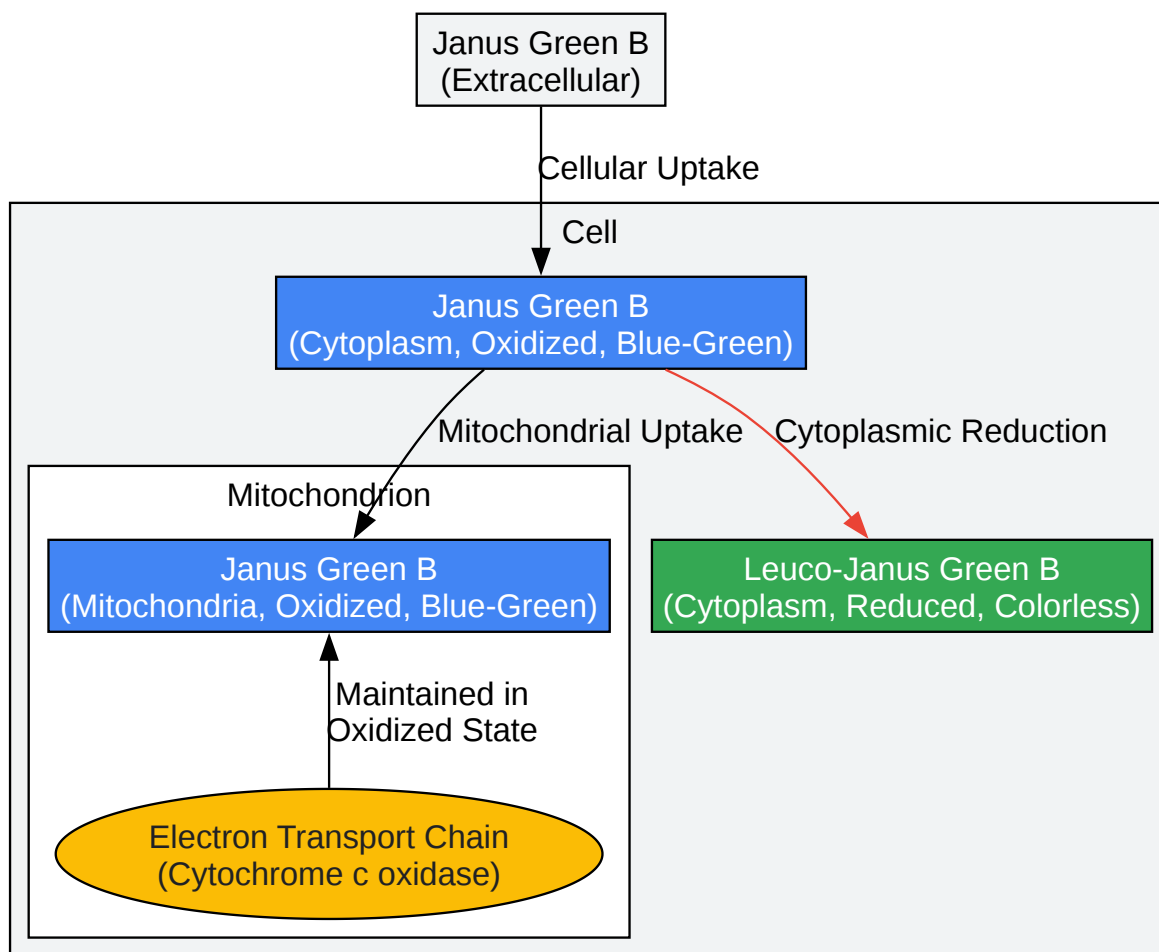 Janus Green B
(Extracellular)
Cellular Uptake
Cell
Janus Green B
(Cytoplasm, Oxidized, Blue-Green)
Mitochondrial Uptake
Cytoplasmic Reduction
Mitochondrion
Janus Green B
(Mitochondria, Oxidized, Blue-Green)
Leuco-Janus Green B
(Cytoplasm, Reduced, Colorless)
Maintained in
Oxidized State
Electron Transport Chain
(Cytochrome c oxidase)